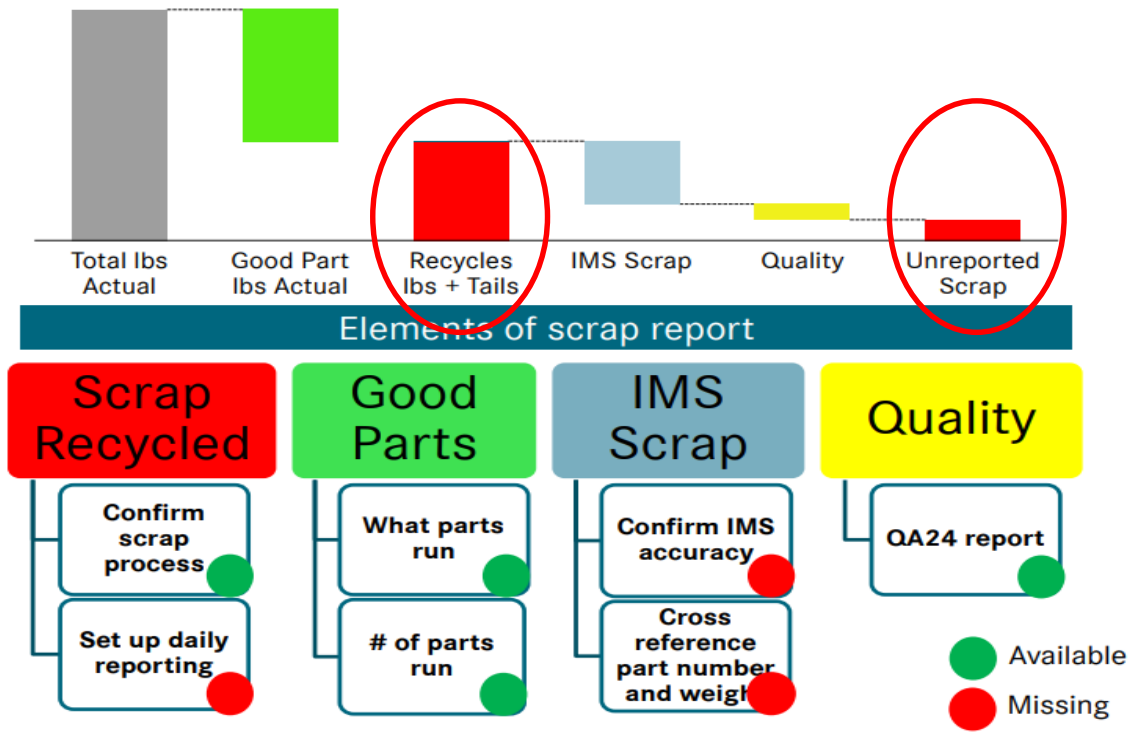 Total lbs
Actual
Good Part
lbs Actual
Recycles
lbs + Tails
IMS Scrap
Quality
Unreported
Scrap
Elements of scrap report
Scrap
Recycled
Confirm
scrap
process
Set up daily
reporting
Good
Parts
What parts
run
# of parts
run
IMS
Scrap
Confirm IMS
accuracy
Cross
reference
part number
and weight
Quality
QA24 report
Available
Missing